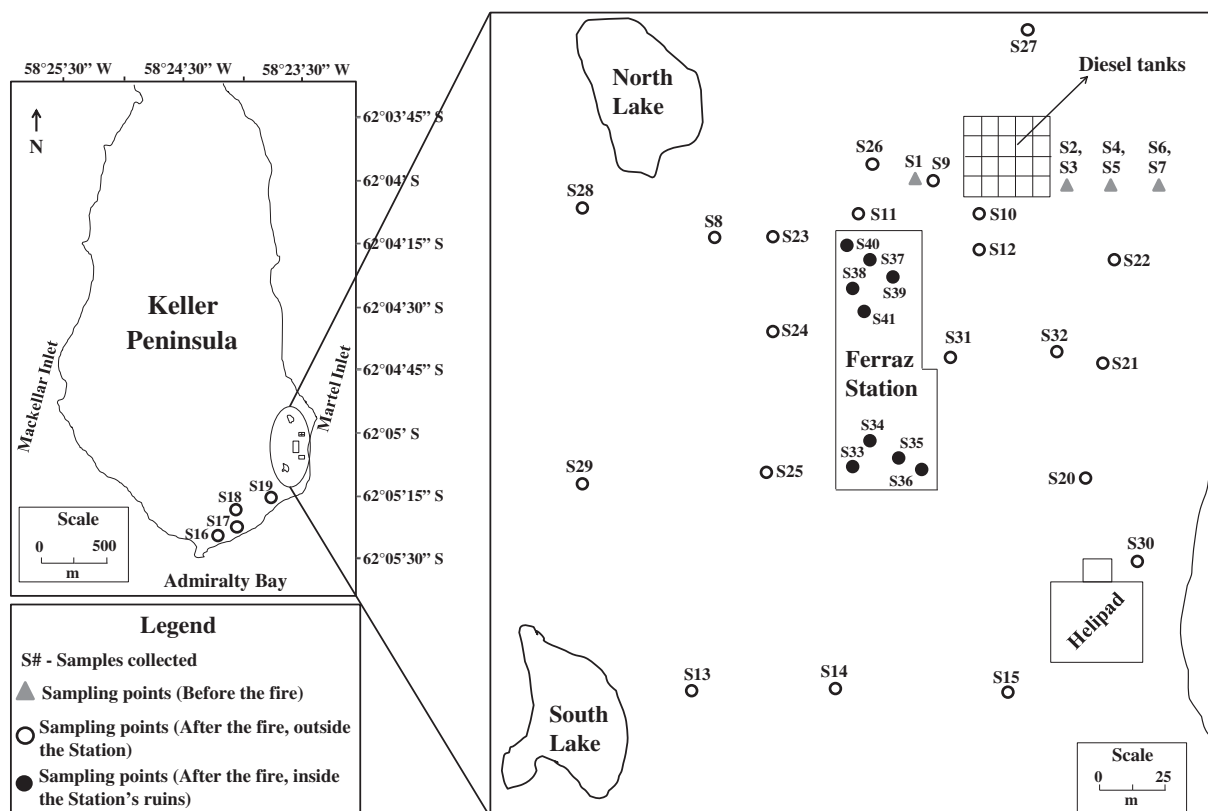 58°25'30" W
58°24'30" W
58°23'30" W
N
62°03'45" S
62°04' S
62°04'15" S
62°04'30" S
62°04'45" S
62°05' S
62°05'15" S
62°05'30" S
Keller
Peninsula
Mackellar Inlet
Martel Inlet
S19
S18
S17
S16
Scale
0 500
m
Admiralty Bay
Legend
S# - Samples collected
Sampling points (Before the fire)
Sampling points (After the fire, outside
the Station)
Sampling points (After the fire, inside
the Station's ruins)
S27
Diesel tanks
North
Lake
S26
S1
S9
S2,
S3
S4,
S5
S6,
S7
S28
S11
S10
S8
S23
S12
S22
S40
S37
S38
S39
S41
S24
S31
S32
S21
Ferraz
Station
S34
S33
S35
S36
S29
S25
S20
S30
Helipad
S13
S14
S15
South
Lake
Scale
0 25
m